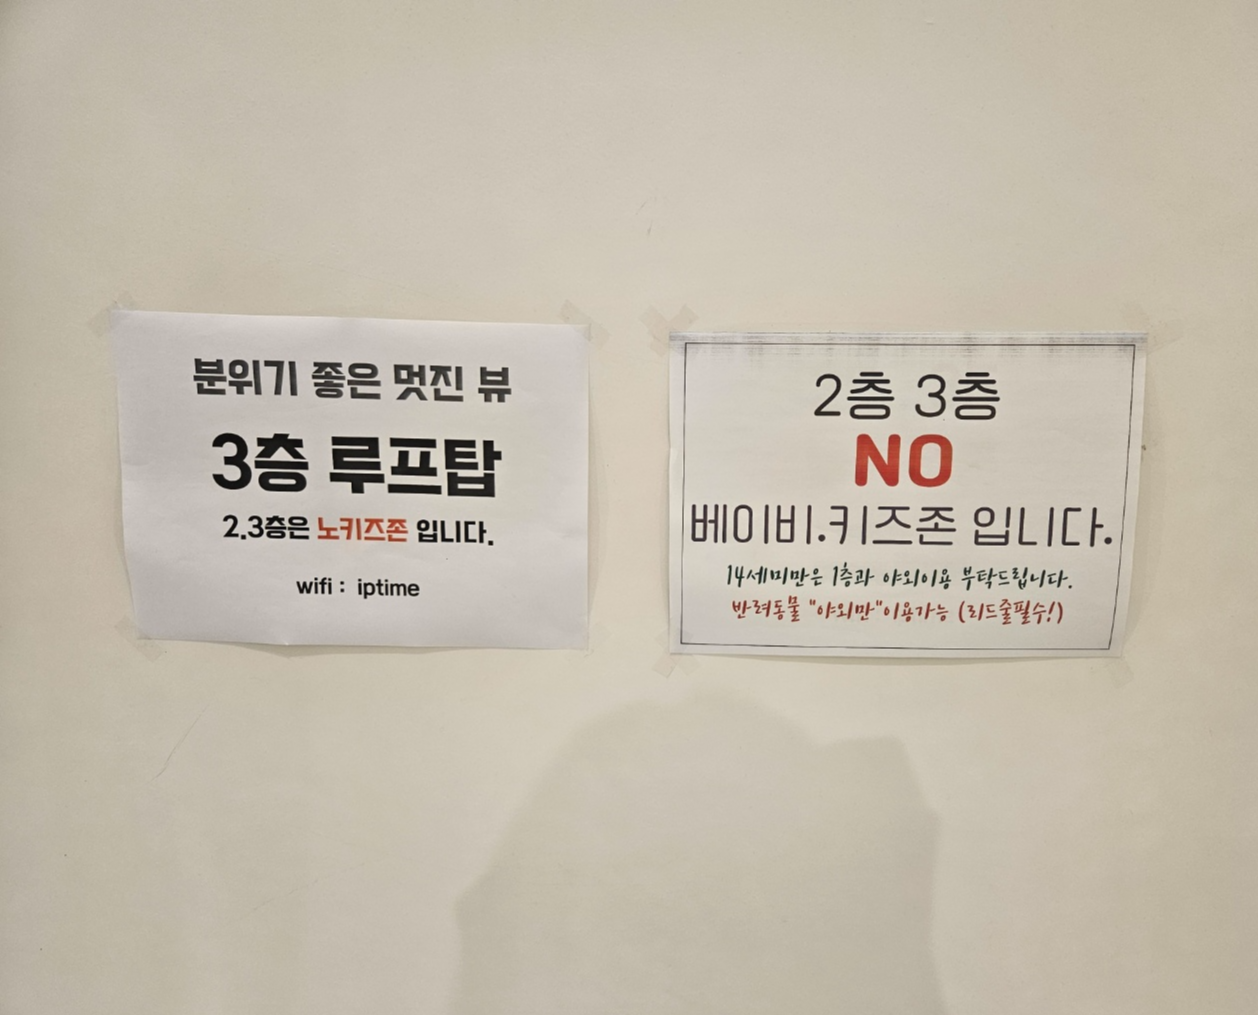 분위기 좋은 멋진 뷰
3층 루프탑
2.3층은 노키즈존 입니다.
wifi : iptime
2층 3층
NO
베이비.키즈존 입니다.
14세미만은 1층과 야외이용 부탁드립니다.
반려동물 "야외만"이용가능 (리드줄필수!)